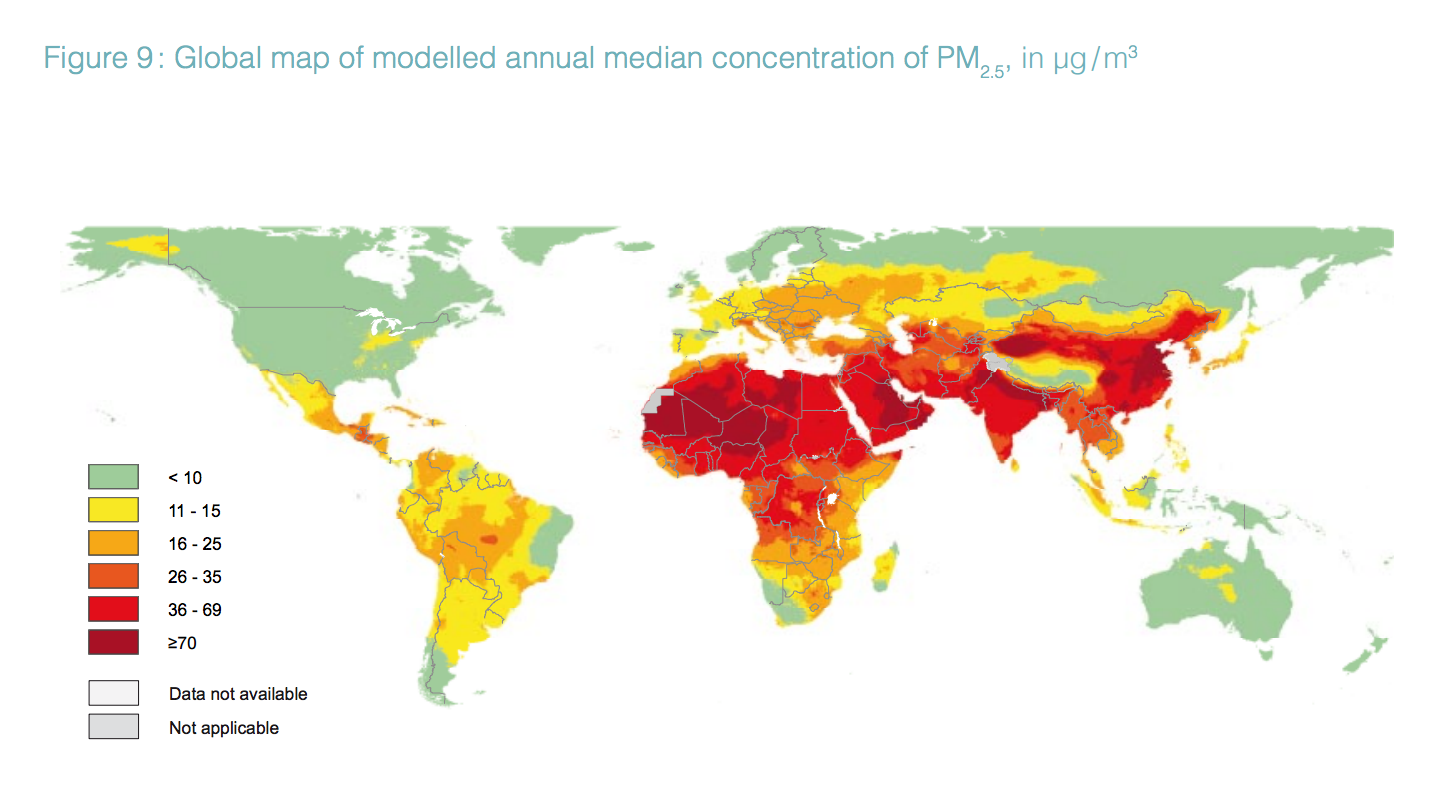 Figure 9: Global map of modelled annual median concentration of PM2.5, in µg/m³
< 10
11 - 15
16 - 25
26 - 35
36 - 69
≥70
Data not available
Not applicable